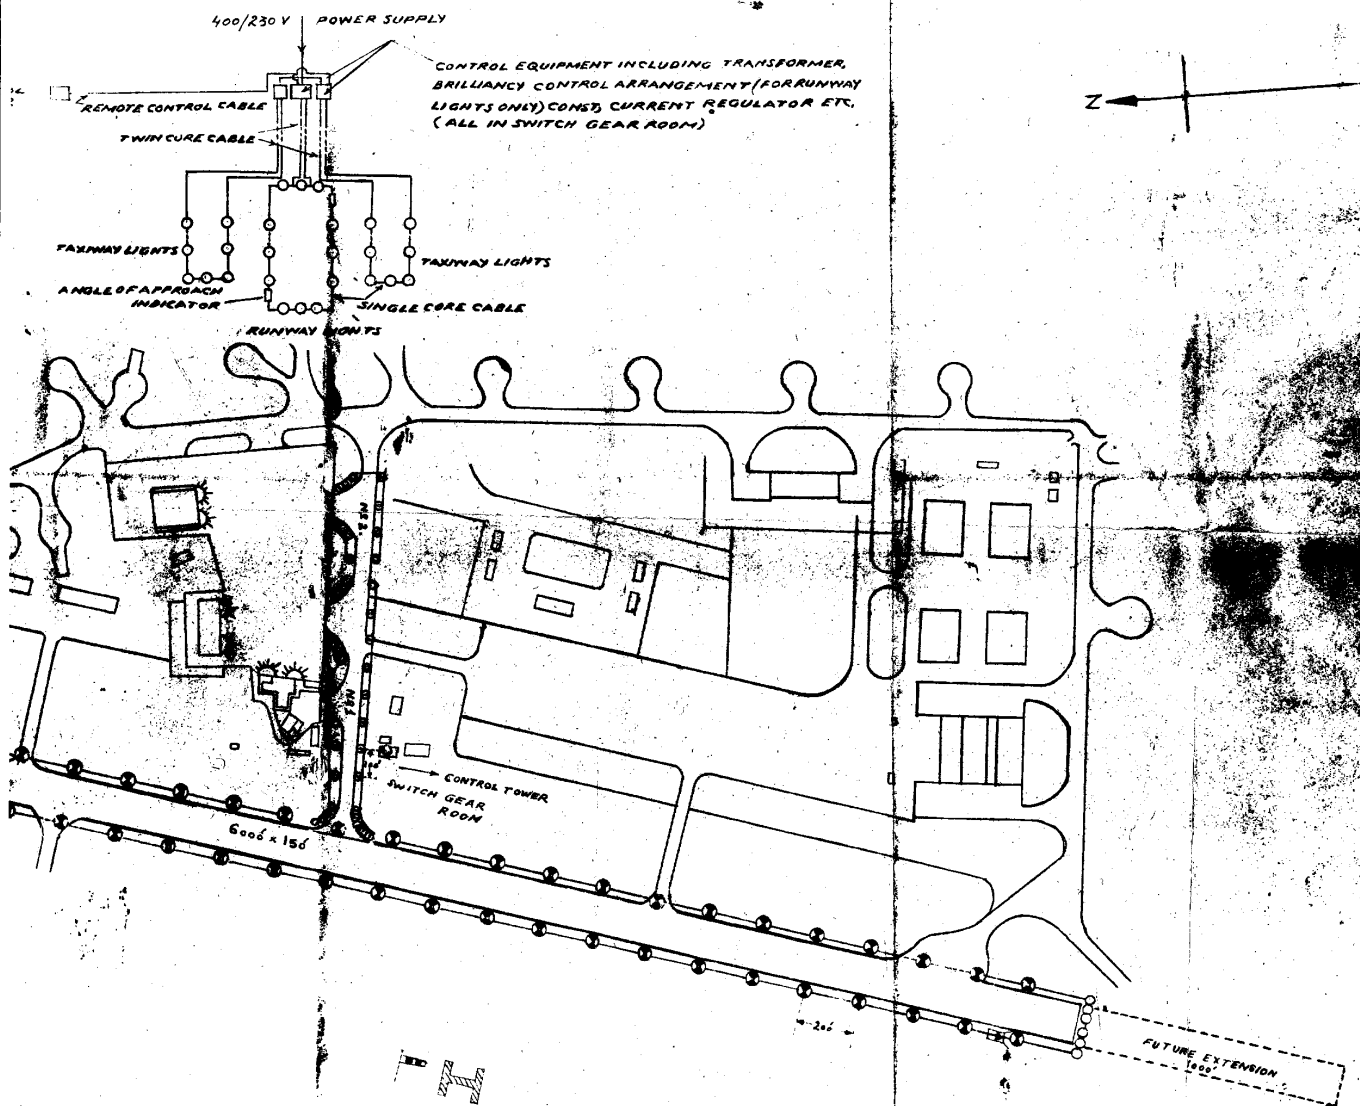 400/230 V POWER SUPPLY
CONTROL EQUIPMENT INCLUDING TRANSFORMER,
BRILLIANCY CONTROL ARRANGEMENT (FOR RUNWAY
LIGHTS ONLY) CONST, CURRENT REGULATOR ETC,
(ALL IN SWITCH GEAR ROOM)
REMOTE CONTROL CABLE
TWIN CORE CABLE
N
TAXIWAY LIGHTS
TAXIWAY LIGHTS
ANGLE OF APPROACH
INDICATOR
SINGLE CORE CABLE
RUNWAY LIGHTS
CONTROL TOWER
SWITCH GEAR
ROOM
6000' x 150'
200'
FUTURE EXTENSION
1000'